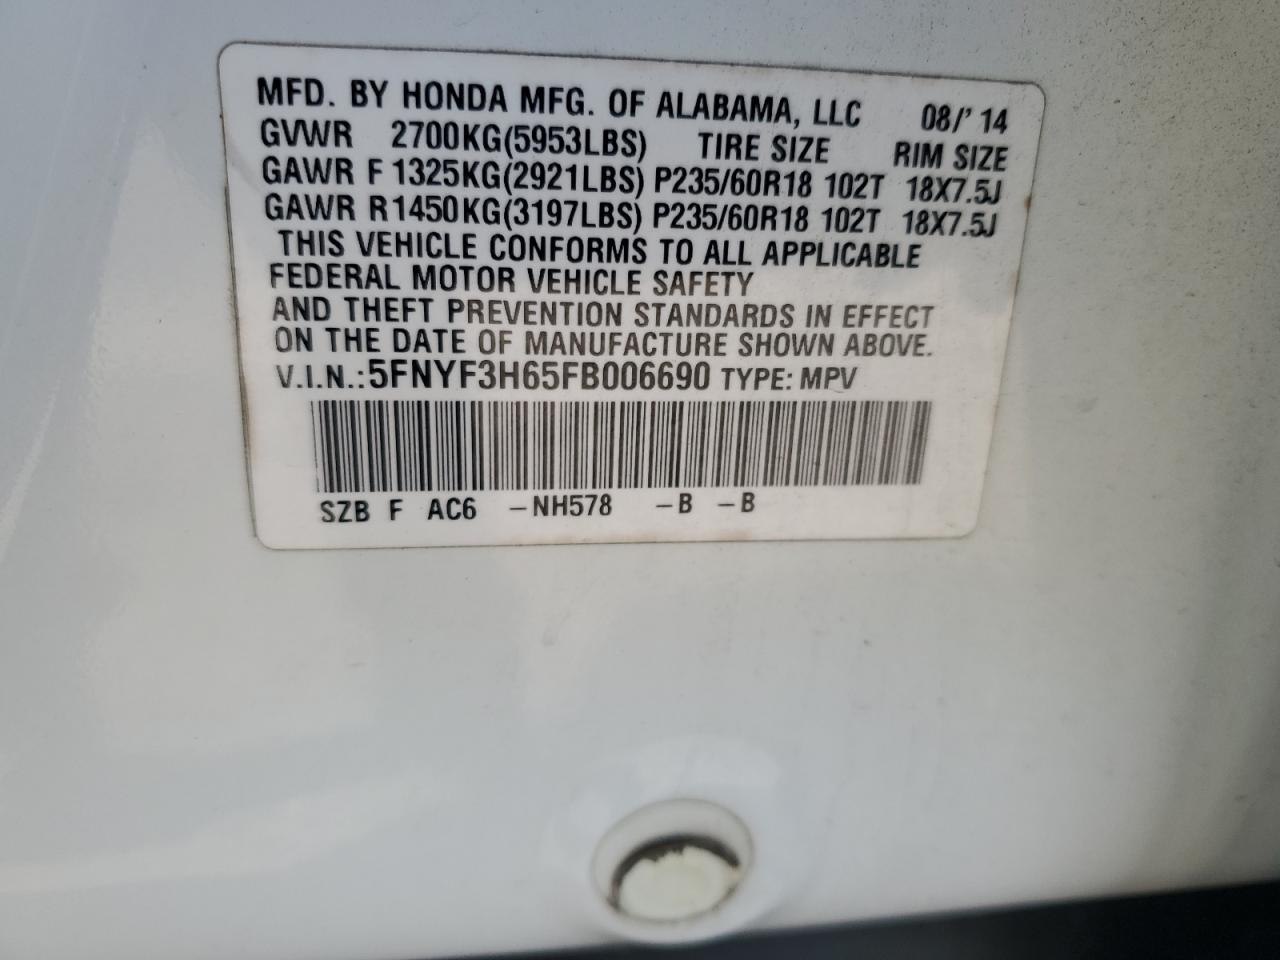 MFD. BY HONDA MFG. OF ALABAMA, LLC 08/'14
GVWR 2700KG(5953LBS) TIRE SIZE RIM SIZE
GAWR F 1325KG(2921LBS) P235/60R18 102T 18X7.5J
GAWR R 1450KG(3197LBS) P235/60R18 102T 18X7.5J
THIS VEHICLE CONFORMS TO ALL APPLICABLE
FEDERAL MOTOR VEHICLE SAFETY
AND THEFT PREVENTION STANDARDS IN EFFECT
ON THE DATE OF MANUFACTURE SHOWN ABOVE.
V.I.N.:5FNYF3H65FB006690 TYPE: MPV
SZB F AC6 -NH578 -B -B